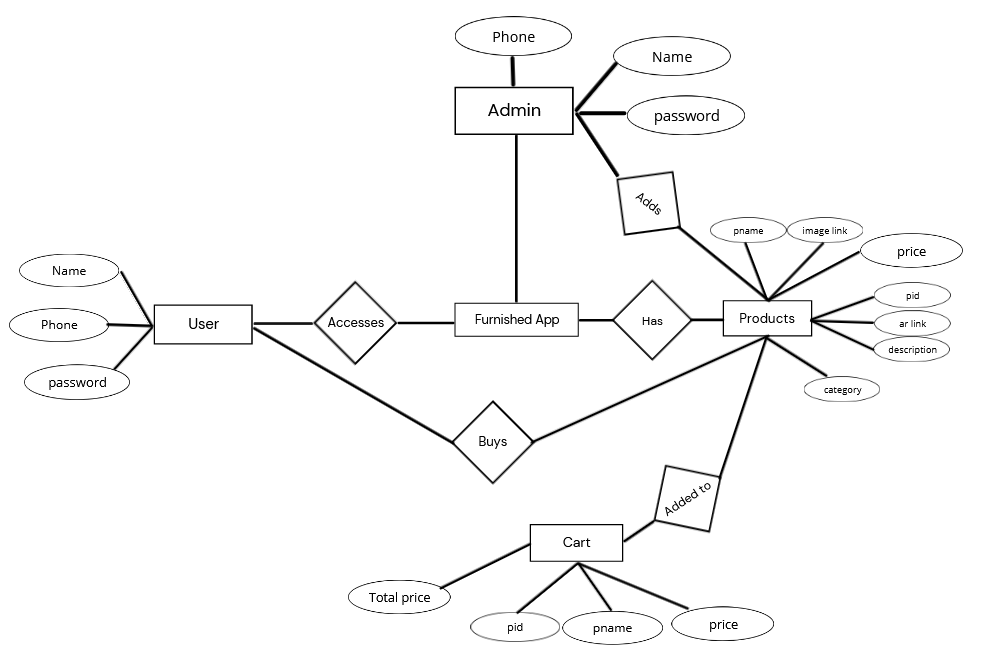 Phone
Name
Admin
password
Adds
pname
image link
price
Name
pid
Phone
User
Accesses
Furnished App
Has
Products
ar link
description
password
category
Buys
Added to
Cart
Total price
pid
pname
price